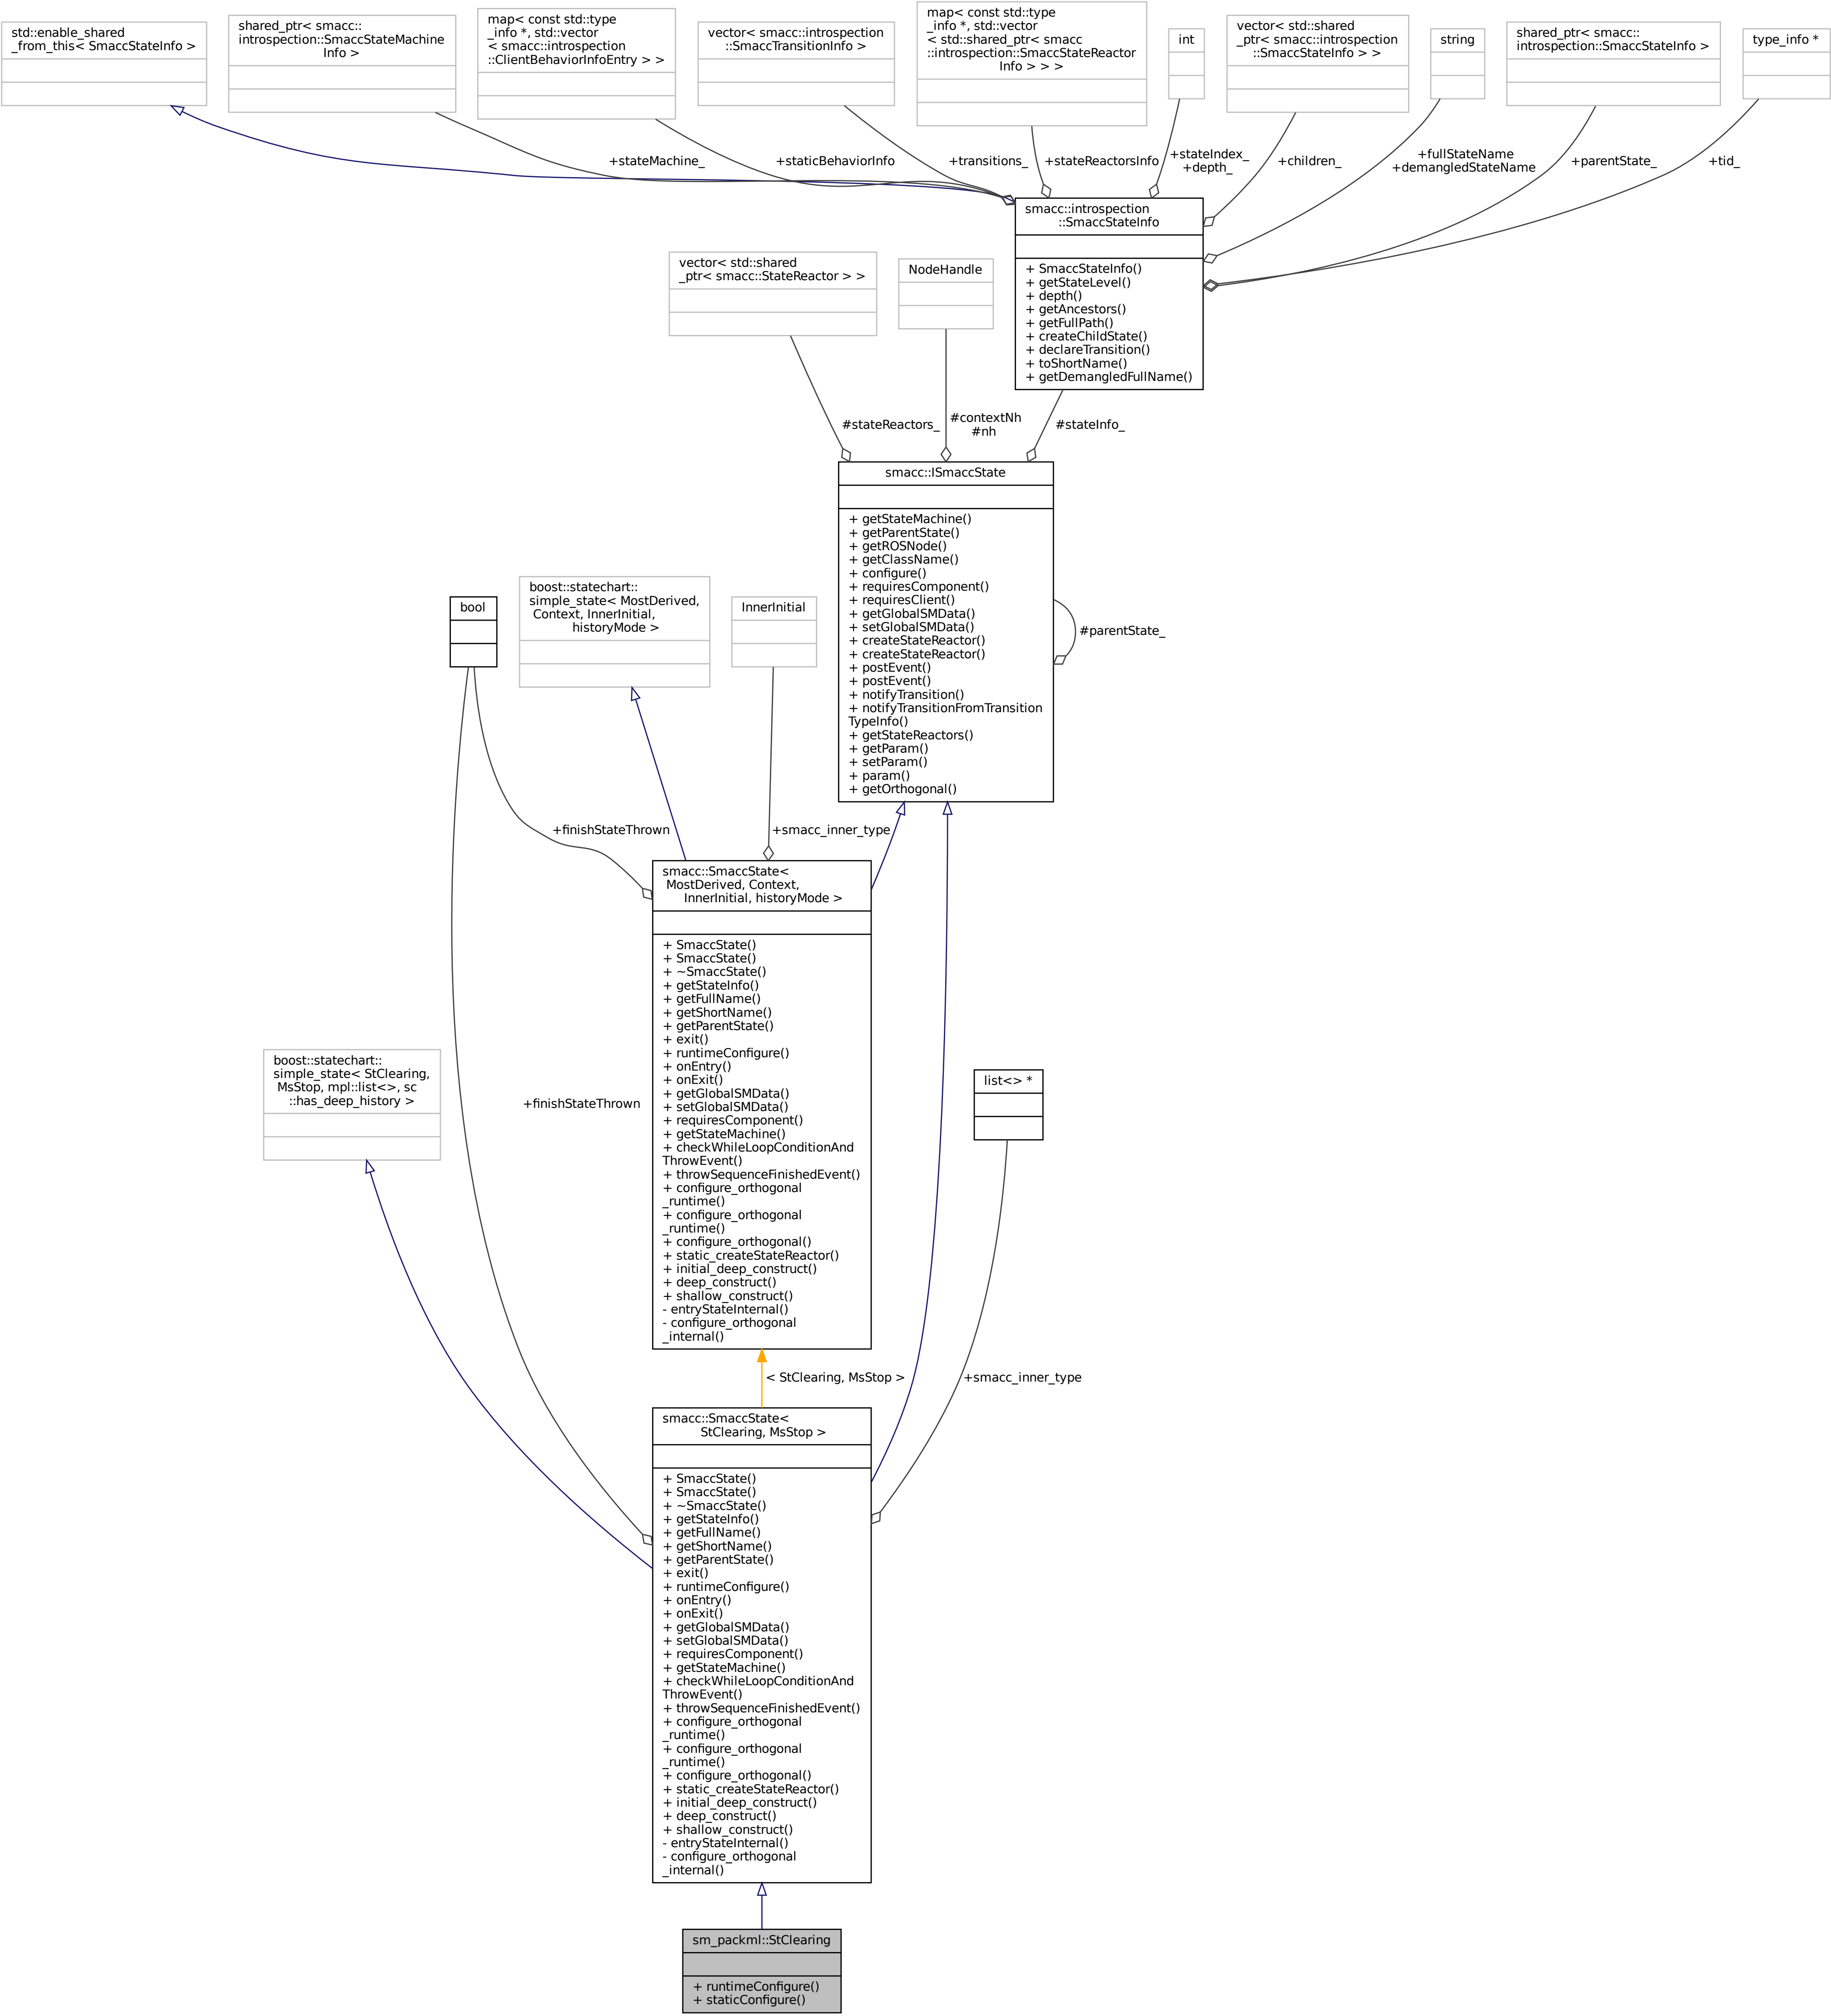 std::enable_shared
_from_this< SmaccStateInfo >
shared_ptr< smacc::
introspection::SmaccStateMachine
Info >
map< const std::type
_info *, std::vector
< smacc::introspection
::ClientBehaviorInfoEntry > >
vector< smacc::introspection
::SmaccTransitionInfo >
map< const std::type
_info *, std::vector
< std::shared_ptr< smacc
::introspection::SmaccStateReactor
Info > > >
int
vector< std::shared
_ptr< smacc::introspection
::SmaccStateInfo > >
string
shared_ptr< smacc::
introspection::SmaccStateInfo >
type_info *
+stateMachine_
+staticBehaviorInfo
+transitions_
+stateReactorsInfo
+stateIndex_
+depth_
+children_
+fullStateName
+demangledStateName
+parentState_
+tid_
smacc::introspection
::SmaccStateInfo
+ SmaccStateInfo()
+ getStateLevel()
+ depth()
+ getAncestors()
+ getFullPath()
+ createChildState()
+ declareTransition()
+ toShortName()
+ getDemangledFullName()
vector< std::shared
_ptr< smacc::StateReactor > >
NodeHandle
#stateReactors_
#contextNh
#nh
#stateInfo_
smacc::ISmaccState
+ getStateMachine()
+ getParentState()
+ getROSNode()
+ getClassName()
+ configure()
+ requiresComponent()
+ requiresClient()
+ getGlobalSMData()
+ setGlobalSMData()
+ createStateReactor()
+ createStateReactor()
+ postEvent()
+ postEvent()
+ notifyTransition()
+ notifyTransitionFromTransition
TypeInfo()
+ getStateReactors()
+ getParam()
+ setParam()
+ param()
+ getOrthogonal()
#parentState_
bool
boost::statechart::
simple_state< MostDerived,
Context, InnerInitial,
historyMode >
InnerInitial
+finishStateThrown
+smacc_inner_type
smacc::SmaccState<
MostDerived, Context,
InnerInitial, historyMode >
+ SmaccState()
+ SmaccState()
+ ~SmaccState()
+ getStateInfo()
+ getFullName()
+ getShortName()
+ getParentState()
+ exit()
+ runtimeConfigure()
+ onEntry()
+ onExit()
+ getGlobalSMData()
+ setGlobalSMData()
+ requiresComponent()
+ getStateMachine()
+ checkWhileLoopConditionAnd
ThrowEvent()
+ throwSequenceFinishedEvent()
+ configure_orthogonal
_runtime()
+ configure_orthogonal
_runtime()
+ configure_orthogonal()
+ static_createStateReactor()
+ initial_deep_construct()
+ deep_construct()
+ shallow_construct()
- entryStateInternal()
- configure_orthogonal
_internal()
boost::statechart::
simple_state< StClearing,
MsStop, mpl::list<>, sc
::has_deep_history >
+finishStateThrown
list<> *
< StClearing, MsStop >
+smacc_inner_type
smacc::SmaccState<
StClearing, MsStop >
+ SmaccState()
+ SmaccState()
+ ~SmaccState()
+ getStateInfo()
+ getFullName()
+ getShortName()
+ getParentState()
+ exit()
+ runtimeConfigure()
+ onEntry()
+ onExit()
+ getGlobalSMData()
+ setGlobalSMData()
+ requiresComponent()
+ getStateMachine()
+ checkWhileLoopConditionAnd
ThrowEvent()
+ throwSequenceFinishedEvent()
+ configure_orthogonal
_runtime()
+ configure_orthogonal
_runtime()
+ configure_orthogonal()
+ static_createStateReactor()
+ initial_deep_construct()
+ deep_construct()
+ shallow_construct()
- entryStateInternal()
- configure_orthogonal
_internal()
sm_packml::StClearing
+ runtimeConfigure()
+ staticConfigure()